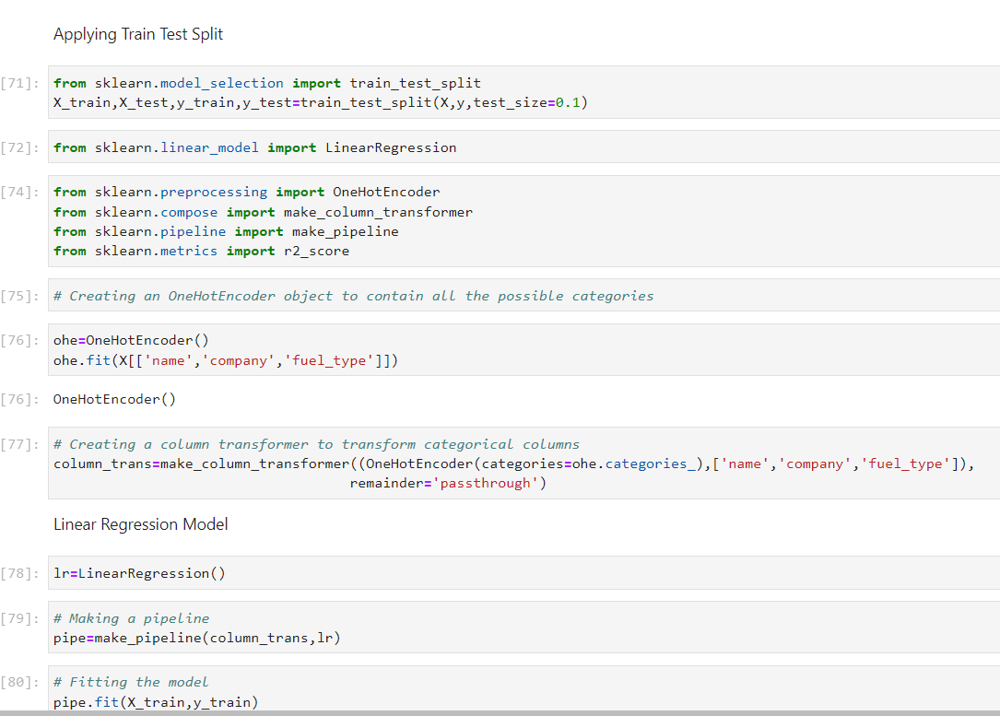 Applying Train Test Split
[71]: from sklearn.model_selection import train_test_split
X_train,X_test,y_train,y_test=train_test_split(X,y,test_size=0.1)
[72]: from sklearn.linear_model import LinearRegression
[74]: from sklearn.preprocessing import OneHotEncoder
from sklearn.compose import make_column_transformer
from sklearn.pipeline import make_pipeline
from sklearn.metrics import r2_score
[75]: # Creating an OneHotEncoder object to contain all the possible categories
[76]: ohe=OneHotEncoder()
ohe.fit(X[['name','company','fuel_type']])
[76]: OneHotEncoder()
[77]: # Creating a column transformer to transform categorical columns
column_trans=make_column_transformer((OneHotEncoder(categories=ohe.categories_),['name','company','fuel_type']),
remainder='passthrough')
Linear Regression Model
[78]: lr=LinearRegression()
[79]: # Making a pipeline
pipe=make_pipeline(column_trans,lr)
[80]: # Fitting the model
pipe.fit(X_train,y_train)